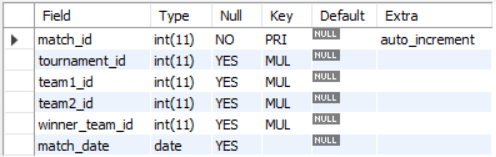 Field Type Null Key Default Extra
match_id int(11) NO PRI NULL auto_increment
tournament_id int(11) YES MUL NULL
team1_id int(11) YES MUL NULL
team2_id int(11) YES MUL NULL
winner_team_id int(11) YES MUL NULL
match_date date YES NULL